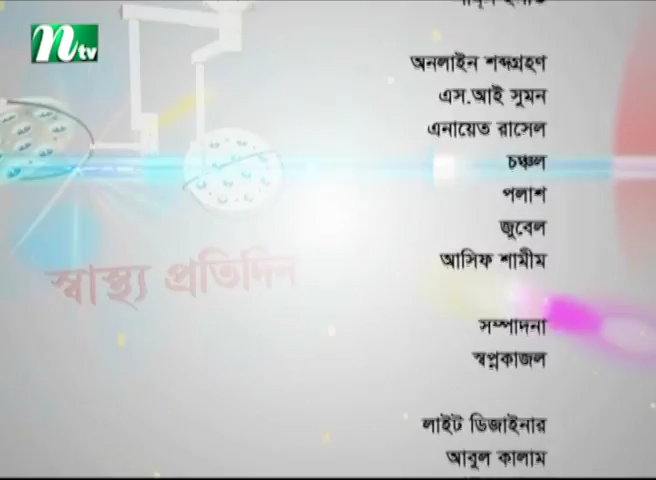 ntv
অনলাইন শব্দগ্রহণ
এস.আই সুমন
এনায়েত রাসেল
চঞ্চল
পলাশ
জুবেল
আসিফ শামীম
স্বাস্থ্য প্রতিদিন
সম্পাদনা
স্বপ্নকাজল
লাইট ডিজাইনার
আবুল কালাম